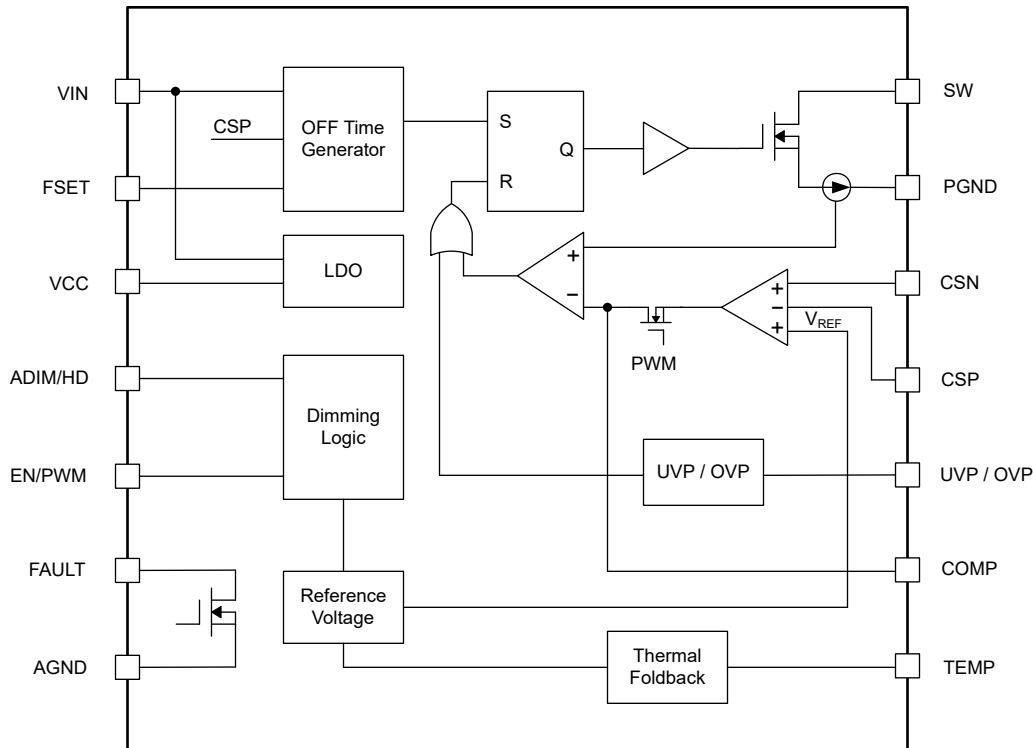 VIN
CSP
FSET
OFF Time
Generator
S
R
Q
SW
PGND
VCC
LDO
+
−
+
−
+
VREF
CSN
CSP
PWM
ADIM/HD
EN/PWM
Dimming
Logic
UVP / OVP
UVP / OVP
FAULT
AGND
Reference
Voltage
COMP
Thermal
Foldback
TEMP